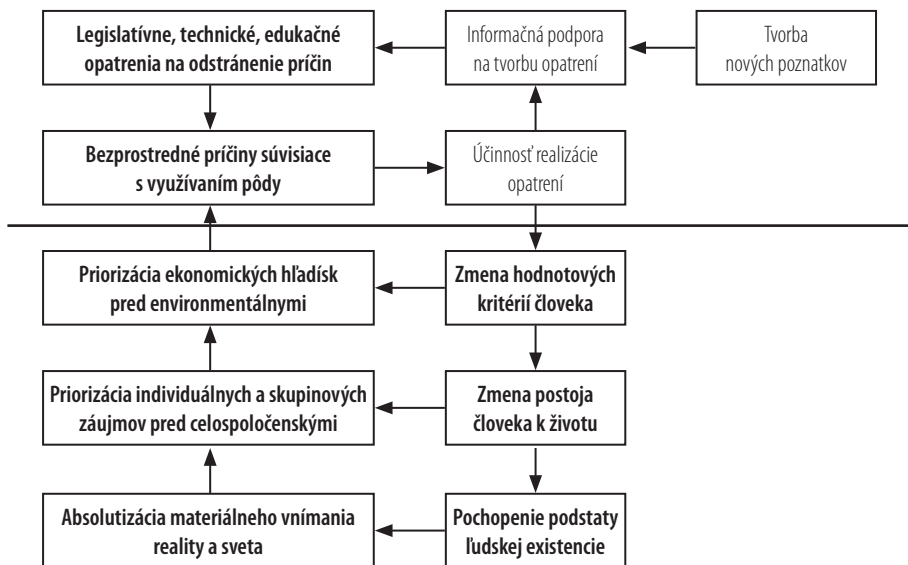 Legislatívne, technické, edukačné
opatrenia na odstránenie príčin
Informačná podpora
na tvorbu opatrení
Tvorba
nových poznatkov
Bezprostredné príčiny súvisiace
s využívaním pôdy
Účinnosť realizácie
opatrení
Priorizácia ekonomických hľadísk
pred environmentálnymi
Zmena hodnotových
kritérií človeka
Priorizácia individuálnych a skupinových
záujmov pred celospoločenskými
Zmena postoja
človeka k životu
Absolutizácia materiálneho vnímania
reality a sveta
Pochopenie podstaty
ľudskej existencie